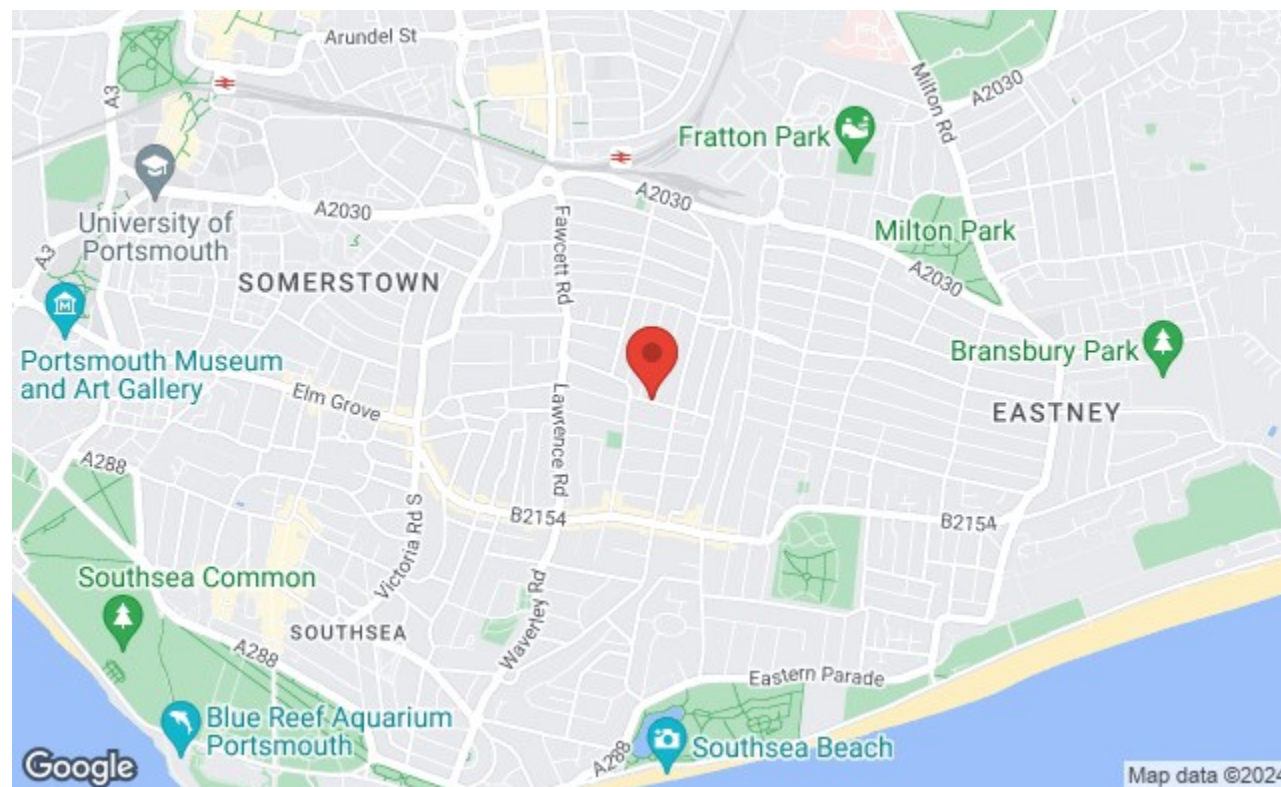 Arundel St
A3
Milton Rd
A2030
Fratton Park
A2030
University of
Portsmouth
A2030
Fawcett Rd
Milton Park
A3
SOMERSTOWN
A2030
M
Portsmouth Museum
and Art Gallery
Bransbury Park
Elm Grove
Lawrence Rd
EASTNEY
A288
Victoria Rd S
B2154
B2154
Southsea Common
SOUTHSEA
A288
Waverley Rd
Eastern Parade
Blue Reef Aquarium
Portsmouth
A288
Southsea Beach
Google
Map data ©2024